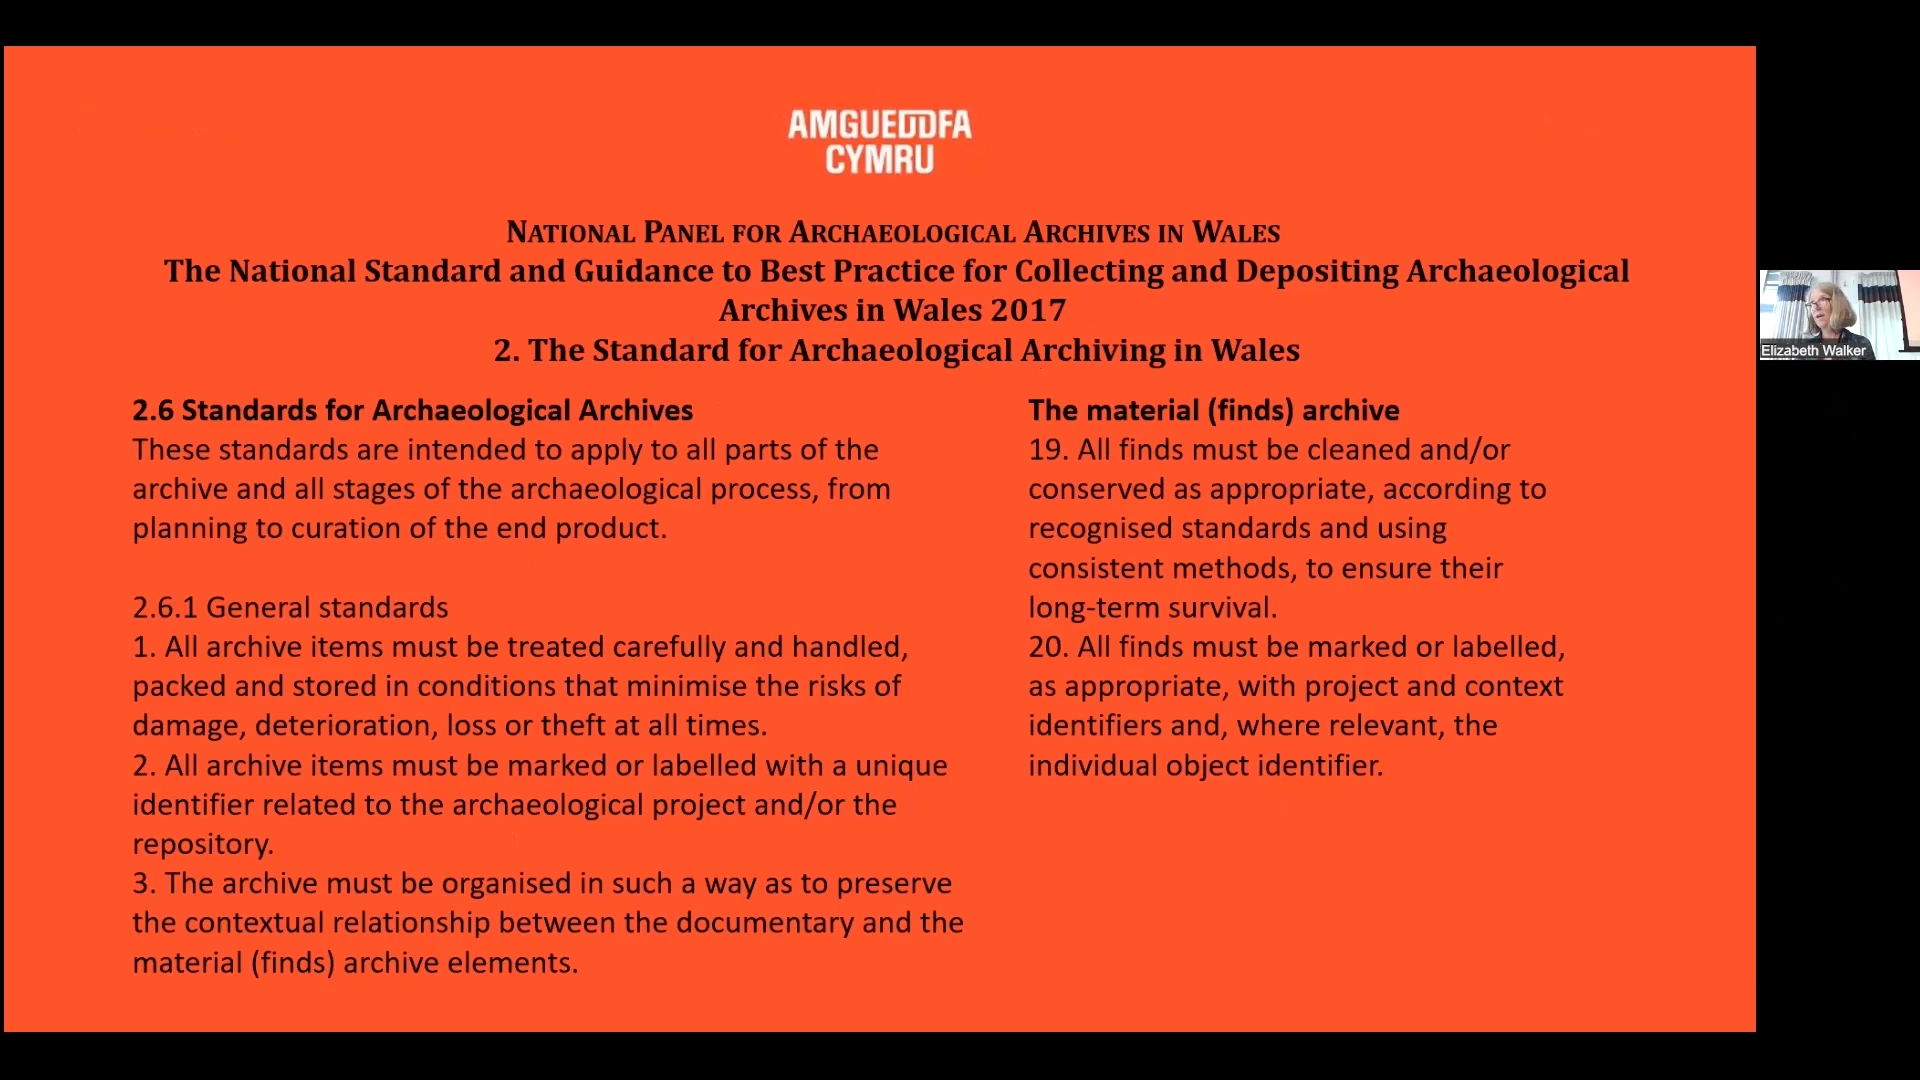 AMGUEDDFA
CYMRU
NATIONAL PANEL FOR ARCHAEOLOGICAL ARCHIVES IN WALES
The National Standard and Guidance to Best Practice for Collecting and Depositing Archaeological
Archives in Wales 2017
2. The Standard for Archaeological Archiving in Wales
2.6 Standards for Archaeological Archives
These standards are intended to apply to all parts of the
archive and all stages of the archaeological process, from
planning to curation of the end product.
2.6.1 General standards
1. All archive items must be treated carefully and handled,
packed and stored in conditions that minimise the risks of
damage, deterioration, loss or theft at all times.
2. All archive items must be marked or labelled with a unique
identifier related to the archaeological project and/or the
repository.
3. The archive must be organised in such a way as to preserve
the contextual relationship between the documentary and the
material (finds) archive elements.
The material (finds) archive
19. All finds must be cleaned and/or
conserved as appropriate, according to
recognised standards and using
consistent methods, to ensure their
long-term survival.
20. All finds must be marked or labelled,
as appropriate, with project and context
identifiers and, where relevant, the
individual object identifier.
Elizabeth Walker